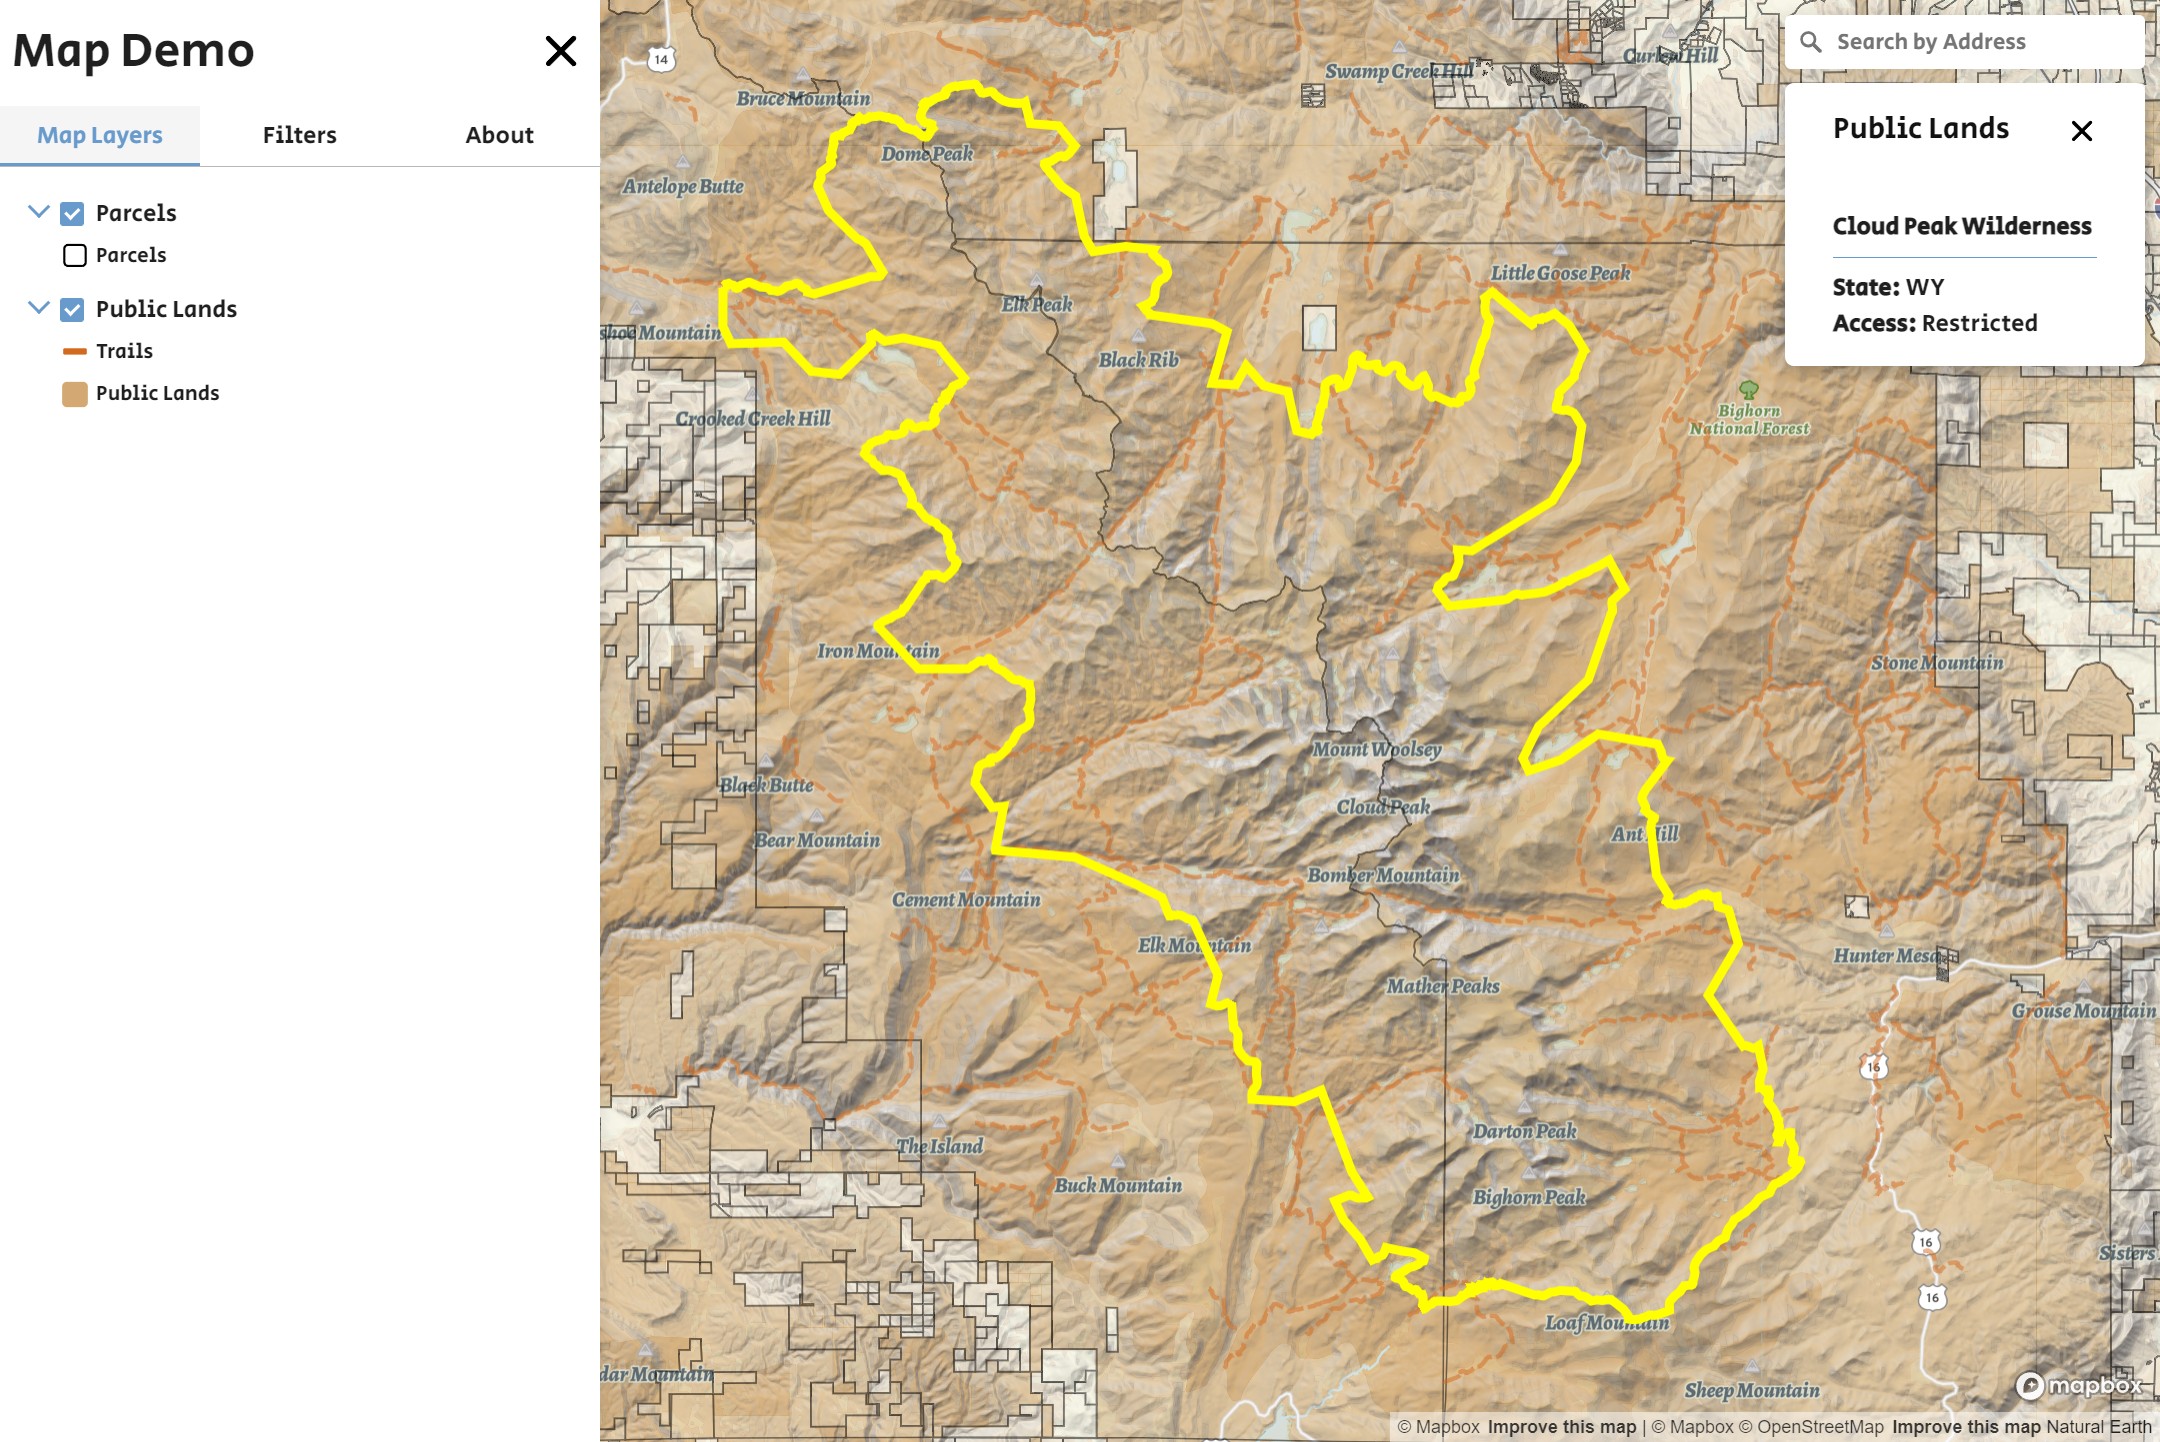 Map Demo
Map Layers
Filters
About
Parcels
Parcels
Public Lands
Trails
Public Lands
Search by Address
Public Lands
Cloud Peak Wilderness
State: WY
Access: Restricted
14
Bruce Mountain
Swamp Creek Hill
Curlew Hill
Dome Peak
Antelope Butte
Little Goose Peak
Elk Peak
shoe Mountain
Black Rib
Crooked Creek Hill
Bighorn
National Forest
Iron Mountain
Stone Mountain
Mount Woolsey
Black Butte
Cloud Peak
Bear Mountain
Ant Hill
Bomber Mountain
Cement Mountain
Elk Mountain
Hunter Mesa
Mather Peaks
Grouse Mountain
16
The Island
Darton Peak
Buck Mountain
Bighorn Peak
16
Sisters
16
Loaf Mountain
dar Mountain
Sheep Mountain
mapbox
© Mapbox Improve this map | © Mapbox © OpenStreetMap Improve this map Natural Earth